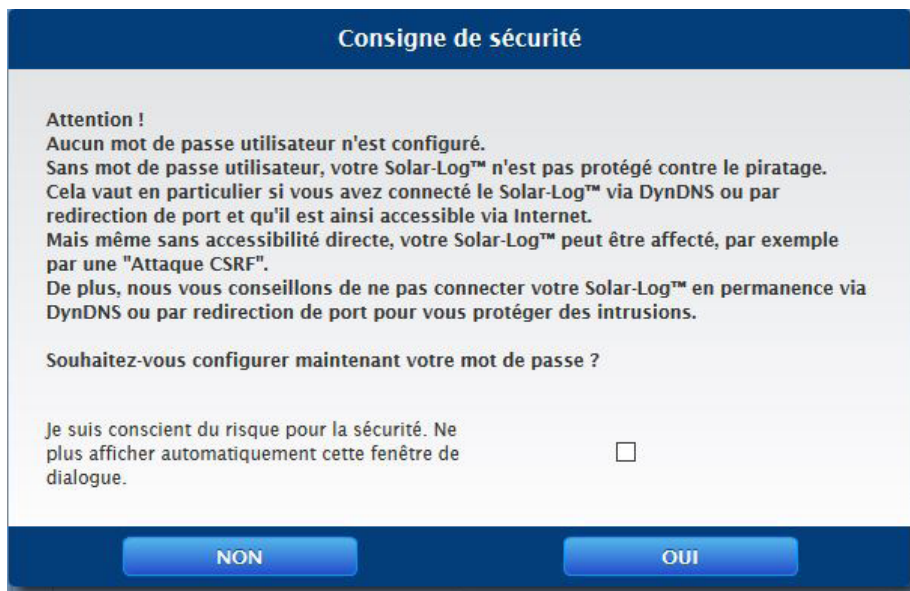 Consigne de sécurité
Attention !
Aucun mot de passe utilisateur n'est configuré.
Sans mot de passe utilisateur, votre Solar-Log™ n'est pas protégé contre le piratage.
Cela vaut en particulier si vous avez connecté le Solar-Log™ via DynDNS ou par
redirection de port et qu'il est ainsi accessible via Internet.
Mais même sans accessibilité directe, votre Solar-Log™ peut être affecté, par exemple
par une "Attaque CSRF".
De plus, nous vous conseillons de ne pas connecter votre Solar-Log™ en permanence via
DynDNS ou par redirection de port pour vous protéger des intrusions.
Souhaitez-vous configurer maintenant votre mot de passe ?
Je suis conscient du risque pour la sécurité. Ne
plus afficher automatiquement cette fenêtre de
dialogue.
NON
OUI